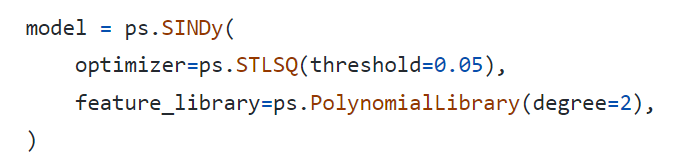 model = ps.SINDy(
    optimizer=ps.STLSQ(threshold=0.05),
    feature_library=ps.PolynomialLibrary(degree=2),
)